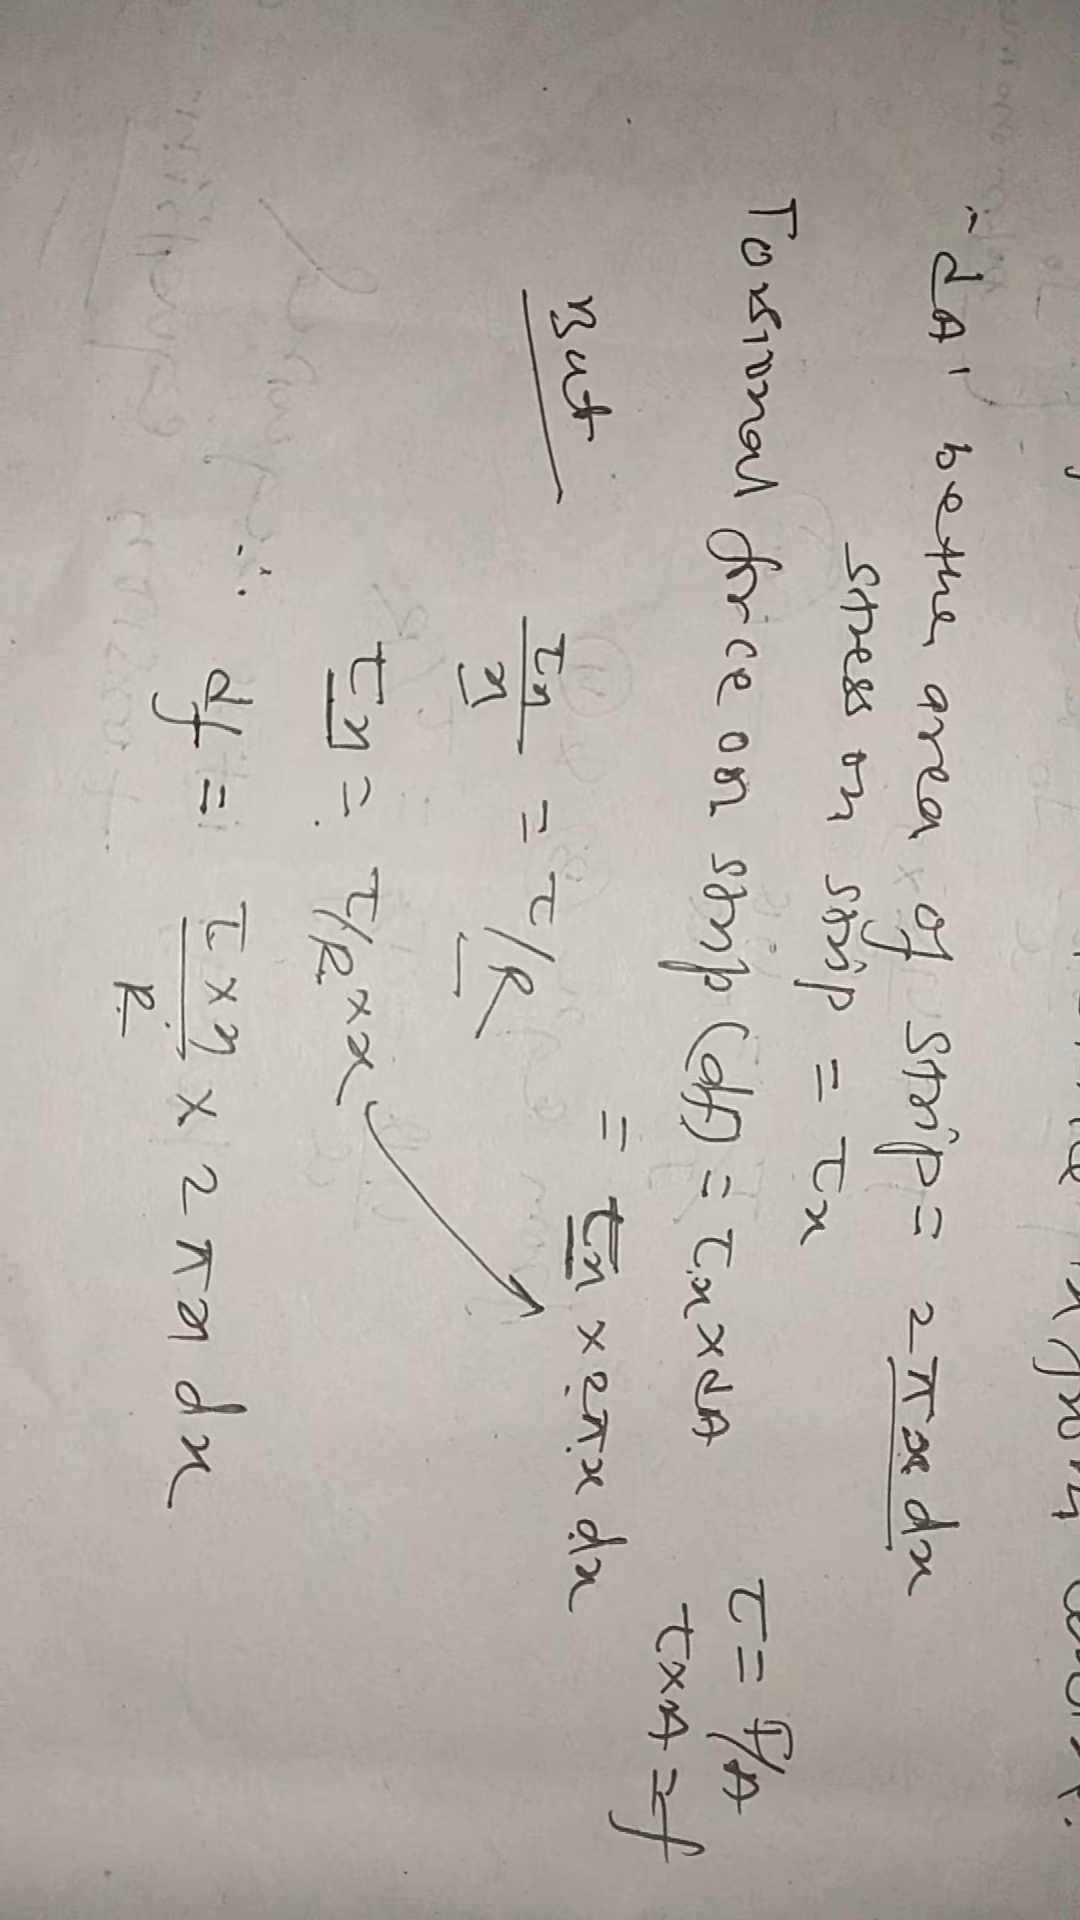 'dA' be the area of strip = 2πx dx
stress on strip = τx
Torsional force on strip (df) = τx × dA
τ = F/A
τ × A = f
= τx × 2πx dx
But
τx/x = τ/R
τx = τ/R × x
∴ df = τ × x/R × 2πx dx